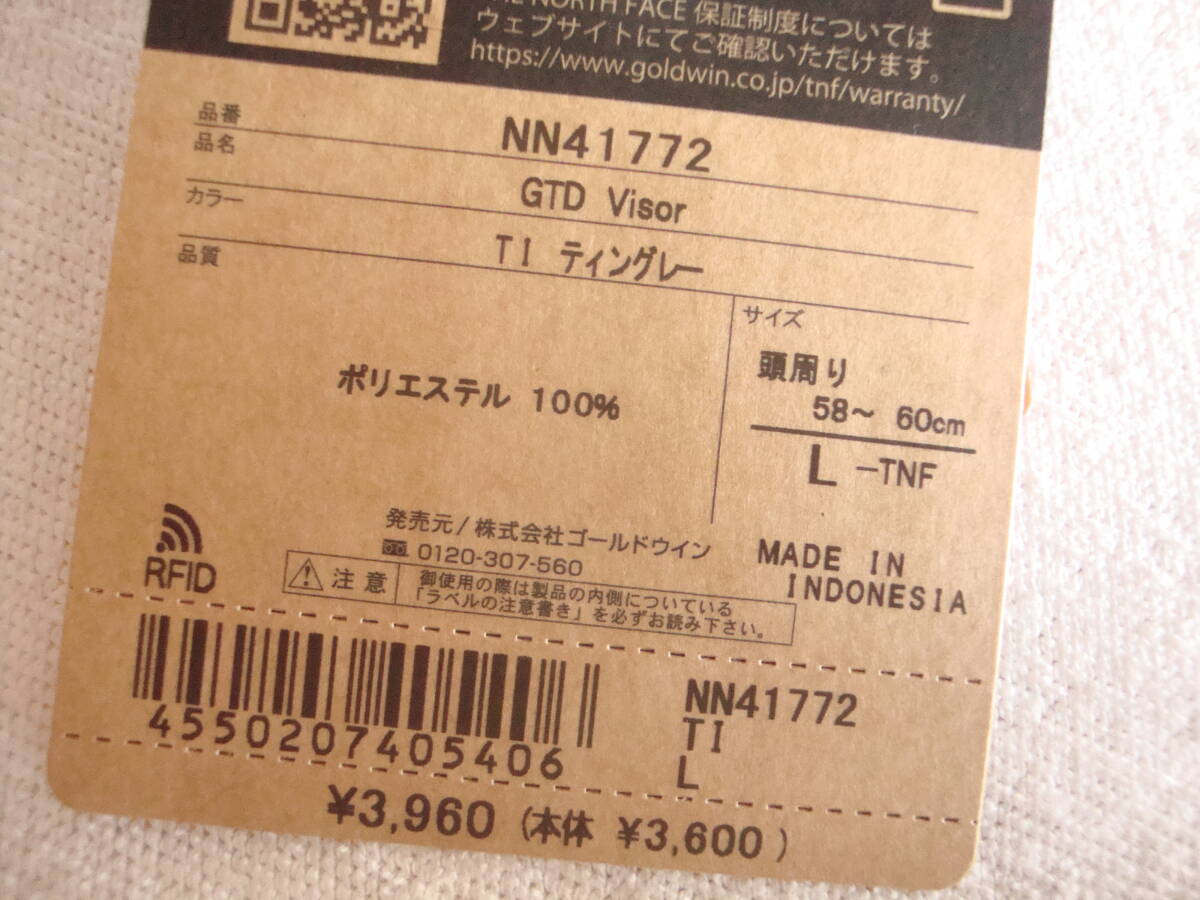 THE NORTH FACE 保証制度については
ウェブサイトにてご確認いただけます。
https://www.goldwin.co.jp/tnf/warranty/
品番 NN41772
品名 GTD Visor
カラー TI ティングレー
品質
サイズ
ポリエステル 100%
頭周り
58~ 60cm
L -TNF
発売元/株式会社ゴールドウイン
0120-307-560
MADE IN
INDONESIA
RFID
注意
御使用の際は製品の内側についている
「ラベルの注意書き」を必ずお読み下さい。
4550207405406
NN41772
TI
L
¥3,960 (本体 ¥3,600 )